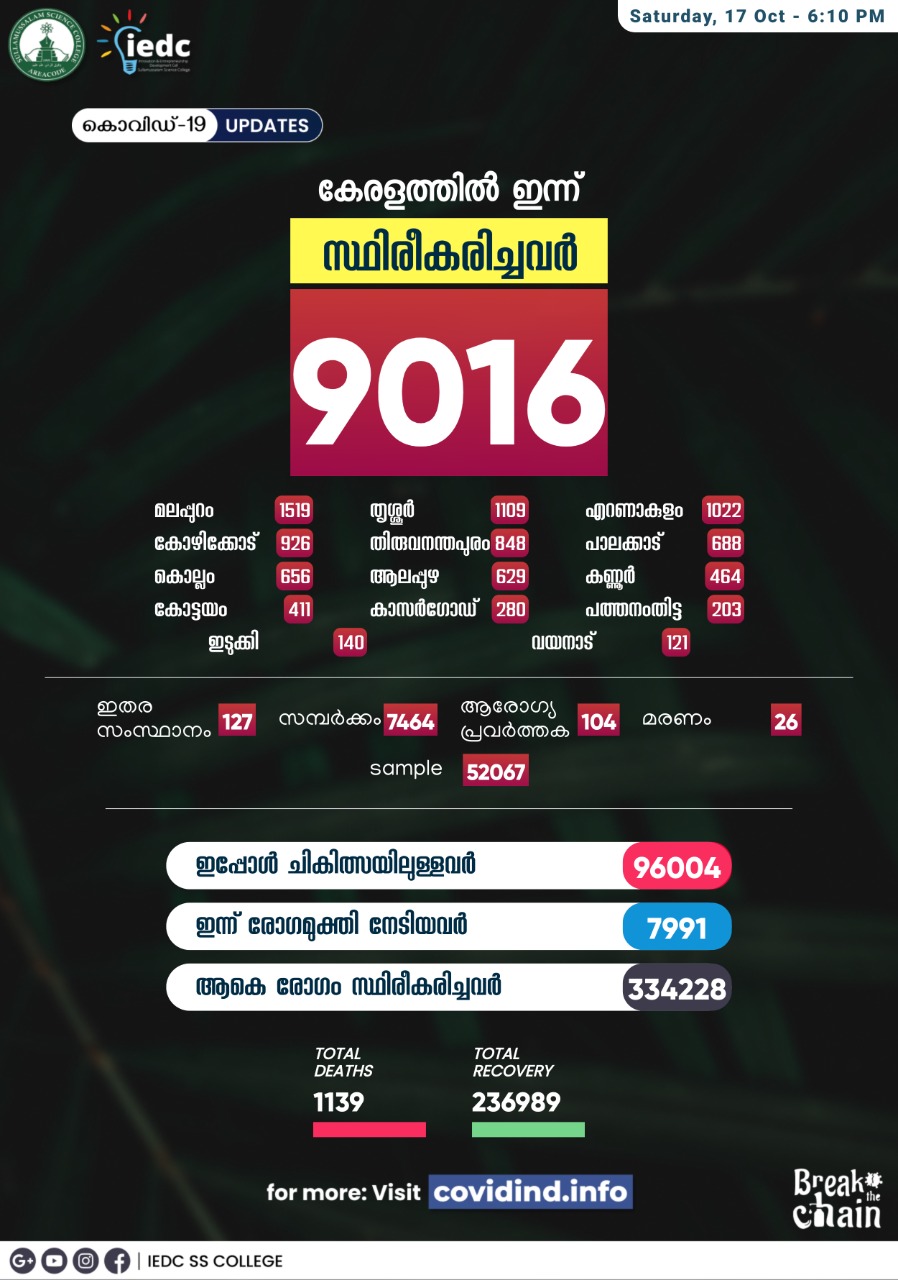 Saturday, 17 Oct - 6:10 PM
SULLAMUSSALAM SCIENCE COLLEGE
AREACODE
iedc
കൊവിഡ്-19 UPDATES
കേരളത്തിൽ ഇന്ന്
സ്ഥിരീകരിച്ചവർ
9016
മലപ്പുറം 1519 തൃശ്ശൂർ 1109 എറണാകുളം 1022
കോഴിക്കോട് 926 തിരുവനന്തപുരം 848 പാലക്കാട് 688
കൊല്ലം 656 ആലപ്പുഴ 629 കണ്ണൂർ 464
കോട്ടയം 411 കാസർഗോഡ് 280 പത്തനംതിട്ട 203
ഇടുക്കി 140 വയനാട് 121
ഇതര
സംസ്ഥാനം 127 സമ്പർക്കം 7464 ആരോഗ്യ
പ്രവർത്തക 104 മരണം 26
sample 52067
ഇപ്പോൾ ചികിത്സയിലുള്ളവർ 96004
ഇന്ന് രോഗമുക്തി നേടിയവർ 7991
ആകെ രോഗം സ്ഥിരീകരിച്ചവർ 334228
TOTAL
DEATHS
1139
TOTAL
RECOVERY
236989
for more: Visit covidind.info
Break
the
chain
G+ f | IEDC SS COLLEGE